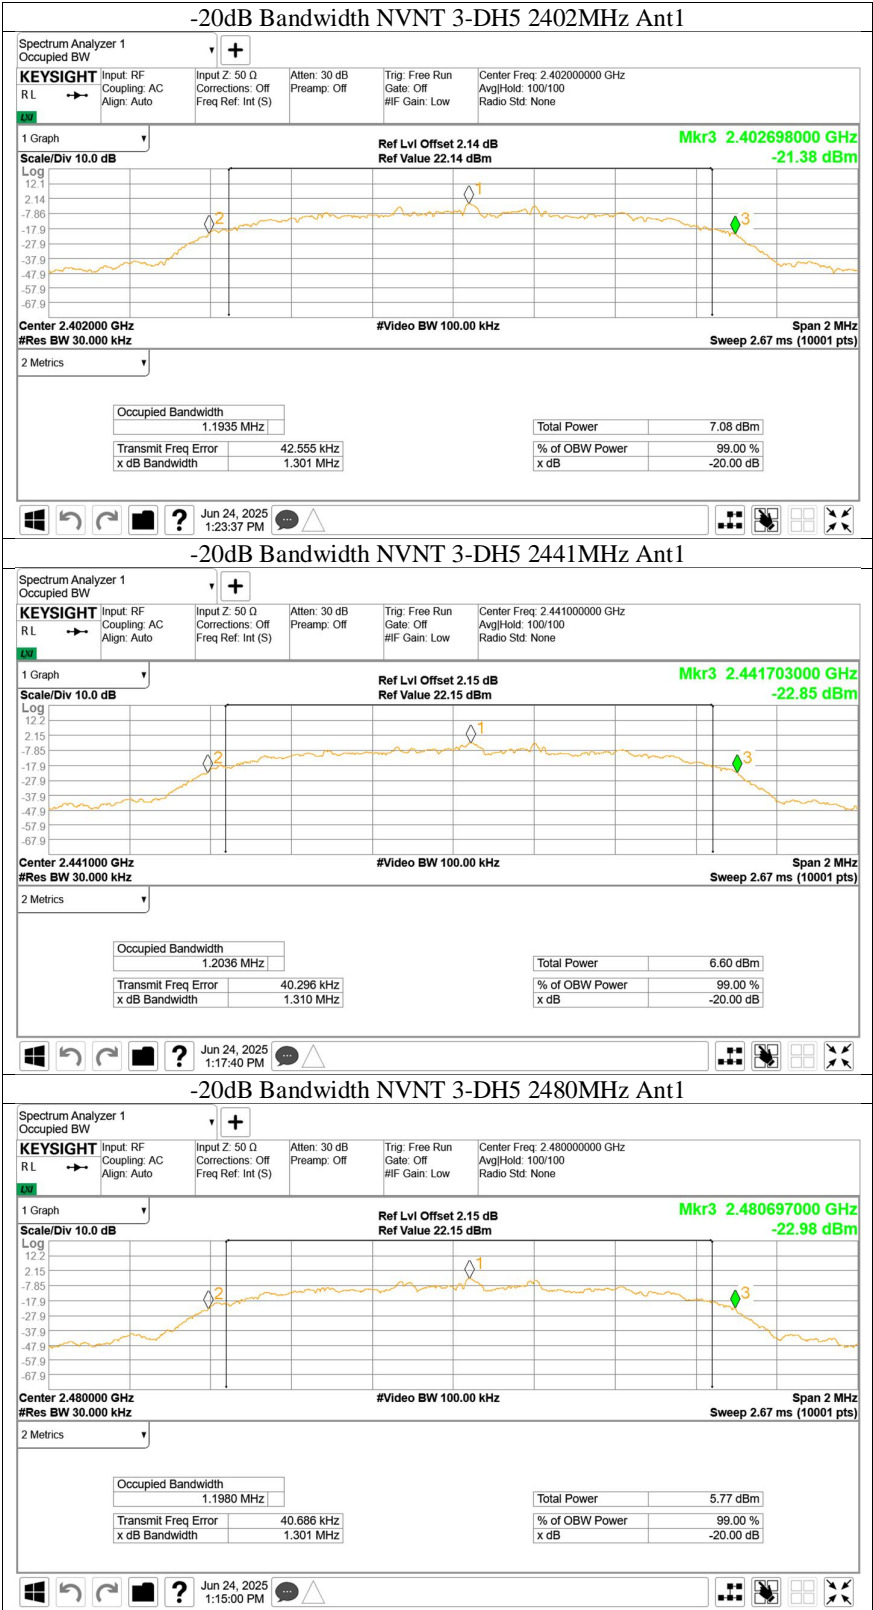 -20dB Bandwidth NVNT 3-DH5 2402MHz Ant1
Spectrum Analyzer 1
Occupied BW
+
KEYSIGHT Input: RF Input Z: 50 Ω Atten: 30 dB Trig: Free Run Center Freq: 2.402000000 GHz
RL Coupling: AC Corrections: Off Preamp: Off Gate: Off Avg|Hold: 100/100
Align: Auto Freq Ref: Int (S) #IF Gain: Low Radio Std: None
LXI
1 Graph Ref Lvl Offset 2.14 dB Mkr3 2.402698000 GHz
Scale/Div 10.0 dB Ref Value 22.14 dBm -21.38 dBm
Log
12.1
2.14
-7.86
-17.9
-27.9
-37.9
-47.9
-57.9
-67.9
1
2
3
Center 2.402000 GHz #Video BW 100.00 kHz Span 2 MHz
#Res BW 30.000 kHz Sweep 2.67 ms (10001 pts)
2 Metrics
Occupied Bandwidth
1.1935 MHz Total Power 7.08 dBm
Transmit Freq Error 42.555 kHz % of OBW Power 99.00 %
x dB Bandwidth 1.301 MHz x dB -20.00 dB
? Jun 24, 2025
1:23:37 PM
-20dB Bandwidth NVNT 3-DH5 2441MHz Ant1
Spectrum Analyzer 1
Occupied BW
+
KEYSIGHT Input: RF Input Z: 50 Ω Atten: 30 dB Trig: Free Run Center Freq: 2.441000000 GHz
RL Coupling: AC Corrections: Off Preamp: Off Gate: Off Avg|Hold: 100/100
Align: Auto Freq Ref: Int (S) #IF Gain: Low Radio Std: None
LXI
1 Graph Ref Lvl Offset 2.15 dB Mkr3 2.441703000 GHz
Scale/Div 10.0 dB Ref Value 22.15 dBm -22.85 dBm
Log
12.2
2.15
-7.85
-17.9
-27.9
-37.9
-47.9
-57.9
-67.9
1
2
3
Center 2.441000 GHz #Video BW 100.00 kHz Span 2 MHz
#Res BW 30.000 kHz Sweep 2.67 ms (10001 pts)
2 Metrics
Occupied Bandwidth
1.2036 MHz Total Power 6.60 dBm
Transmit Freq Error 40.296 kHz % of OBW Power 99.00 %
x dB Bandwidth 1.310 MHz x dB -20.00 dB
? Jun 24, 2025
1:17:40 PM
-20dB Bandwidth NVNT 3-DH5 2480MHz Ant1
Spectrum Analyzer 1
Occupied BW
+
KEYSIGHT Input: RF Input Z: 50 Ω Atten: 30 dB Trig: Free Run Center Freq: 2.480000000 GHz
RL Coupling: AC Corrections: Off Preamp: Off Gate: Off Avg|Hold: 100/100
Align: Auto Freq Ref: Int (S) #IF Gain: Low Radio Std: None
LXI
1 Graph Ref Lvl Offset 2.15 dB Mkr3 2.480697000 GHz
Scale/Div 10.0 dB Ref Value 22.15 dBm -22.98 dBm
Log
12.2
2.15
-7.85
-17.9
-27.9
-37.9
-47.9
-57.9
-67.9
1
2
3
Center 2.480000 GHz #Video BW 100.00 kHz Span 2 MHz
#Res BW 30.000 kHz Sweep 2.67 ms (10001 pts)
2 Metrics
Occupied Bandwidth
1.1980 MHz Total Power 5.77 dBm
Transmit Freq Error 40.686 kHz % of OBW Power 99.00 %
x dB Bandwidth 1.301 MHz x dB -20.00 dB
? Jun 24, 2025
1:15:00 PM